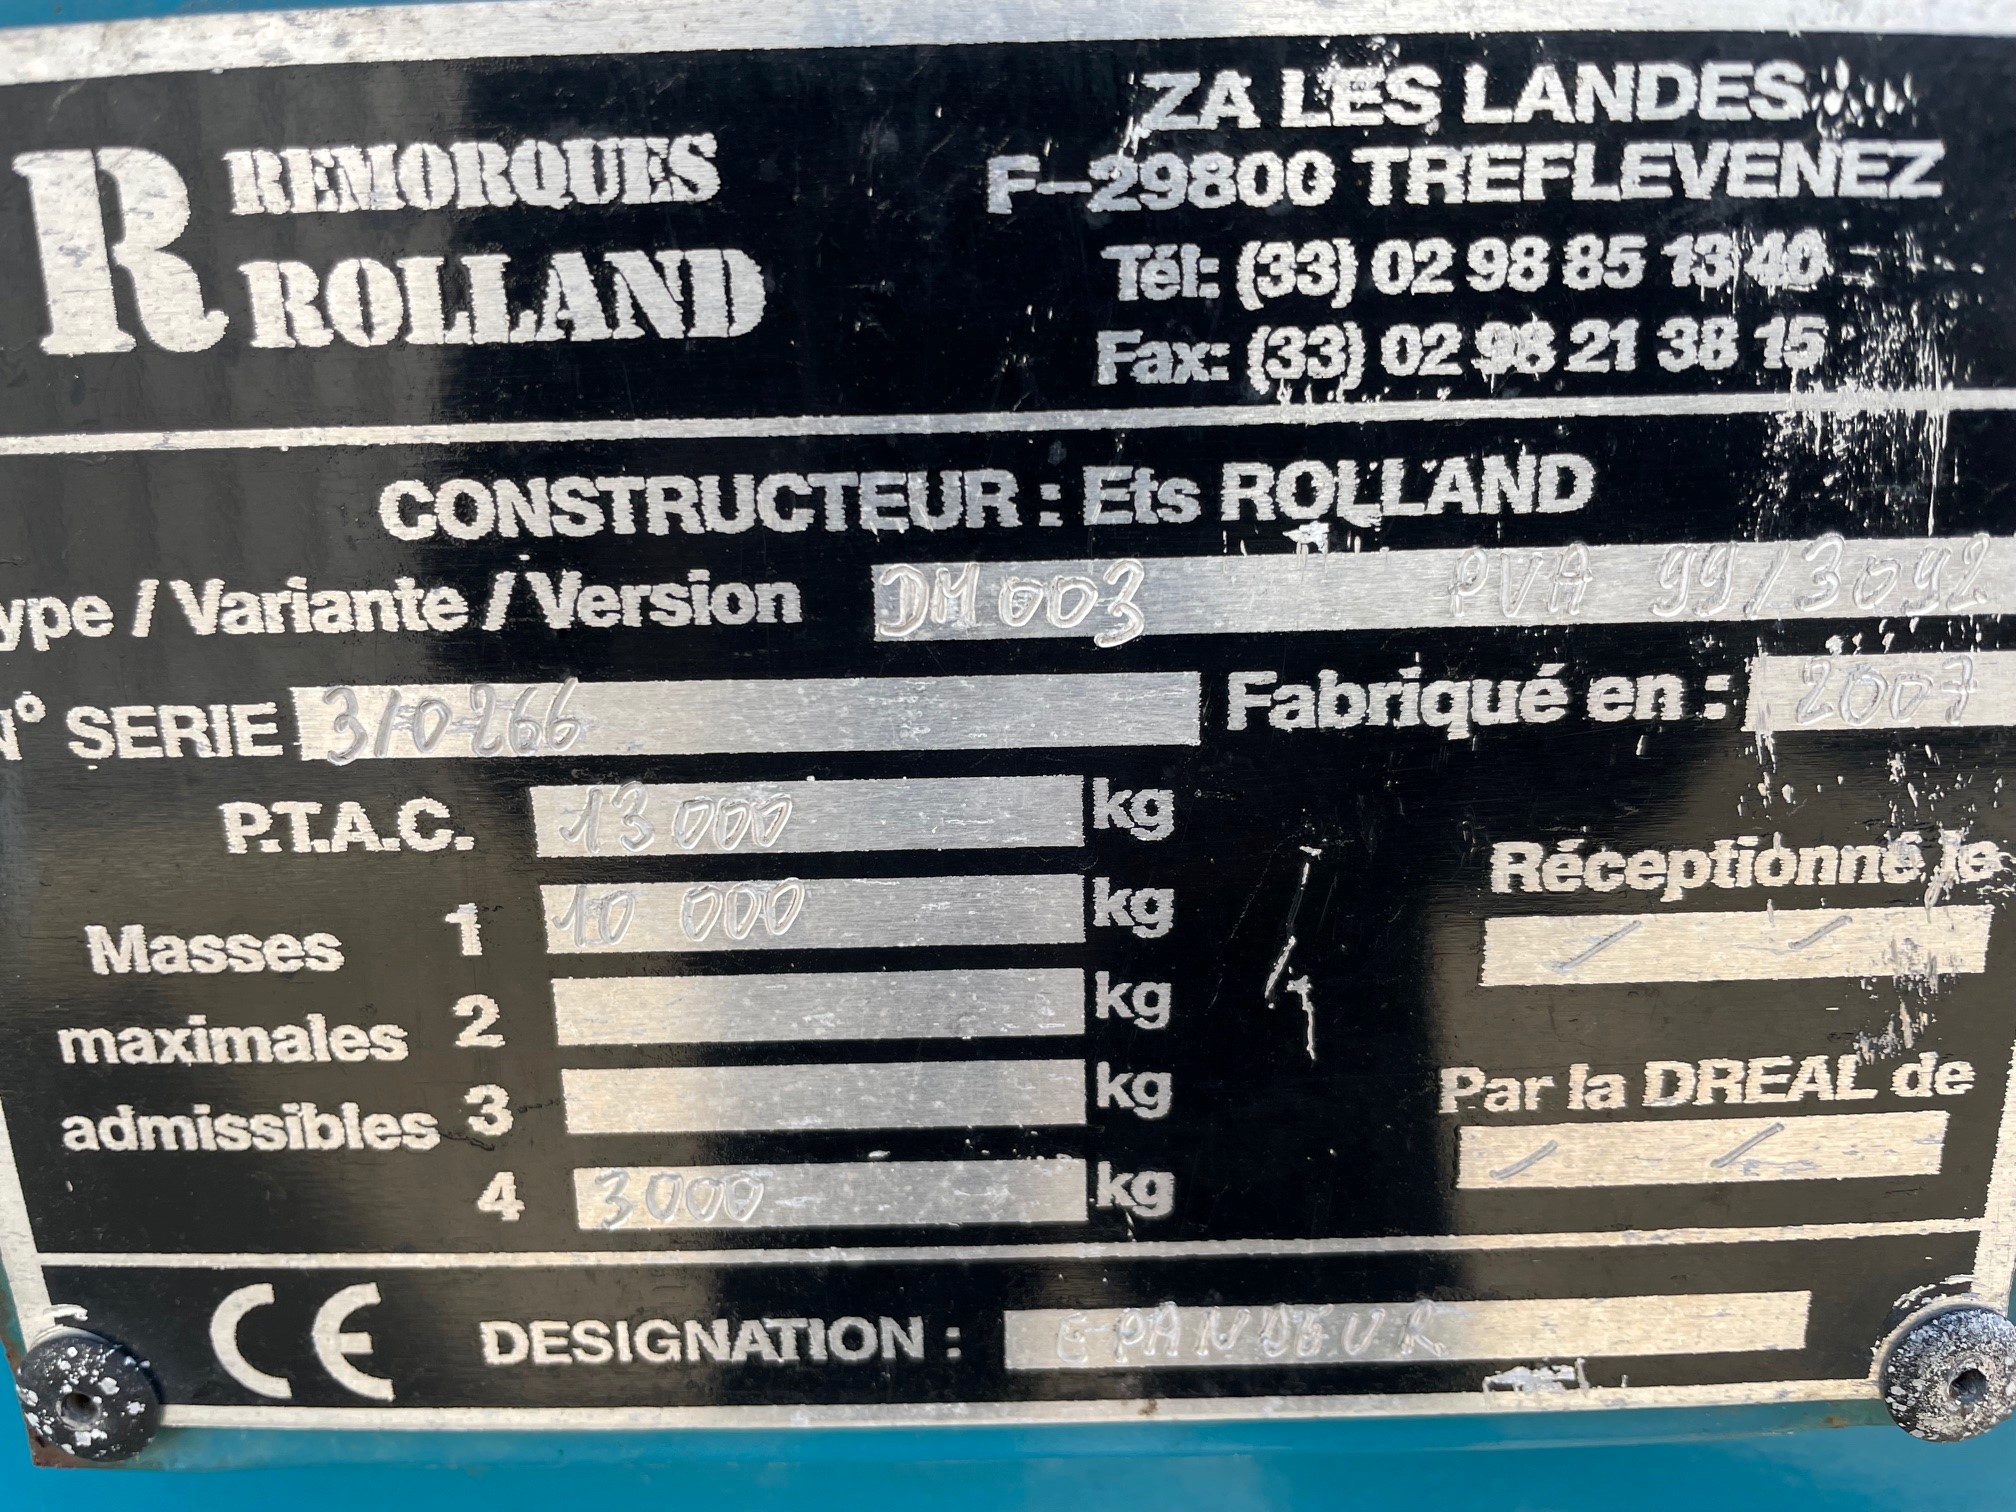 R REMORQUES ROLLAND
ZA LES LANDES
F-29800 TREFLEVENEZ
Tél: (33) 02 98 85 13 40
Fax: (33) 02 98 21 38 15
CONSTRUCTEUR : Ets ROLLAND
ype / Variante / Version DM003 PVA 99/3092
N° SERIE 310266 Fabriqué en : 2007
P.T.A.C. 13000 kg
Masses maximales admissibles
1 10 000 kg
2 kg
3 kg
4 3000 kg
Réceptionné le
/ /
Par la DREAL de
/ /
CE DESIGNATION : EPANDEUR